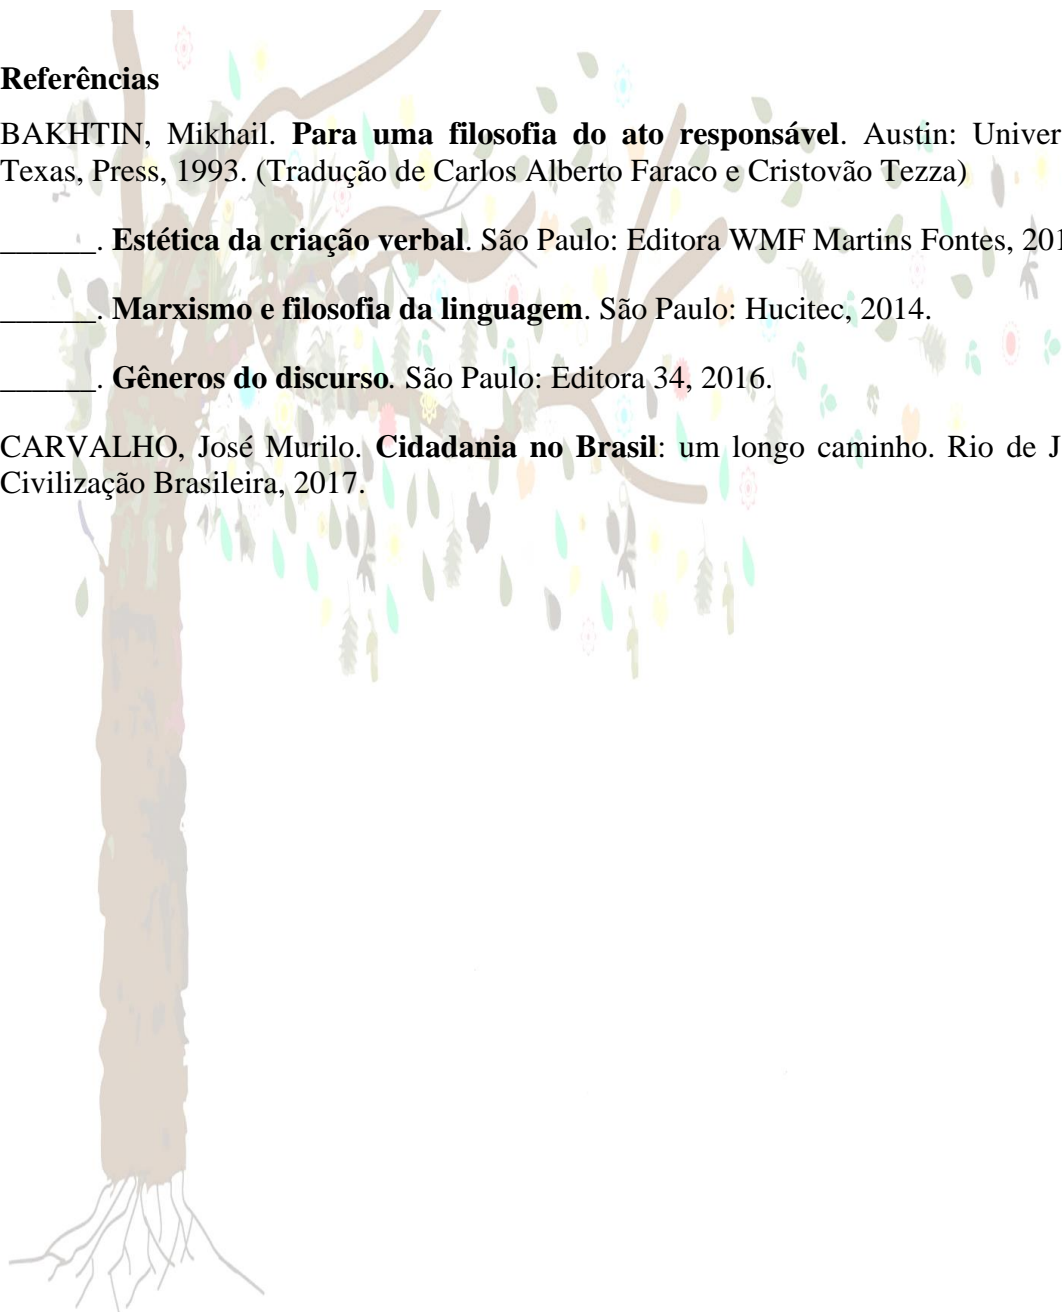 Referências
BAKHTIN, Mikhail. Para uma filosofia do ato responsável. Austin: Univer
Texas, Press, 1993. (Tradução de Carlos Alberto Faraco e Cristovão Tezza)
______. Estética da criação verbal. São Paulo: Editora WMF Martins Fontes, 201
______. Marxismo e filosofia da linguagem. São Paulo: Hucitec, 2014.
______. Gêneros do discurso. São Paulo: Editora 34, 2016.
CARVALHO, José Murilo. Cidadania no Brasil: um longo caminho. Rio de J
Civilização Brasileira, 2017.